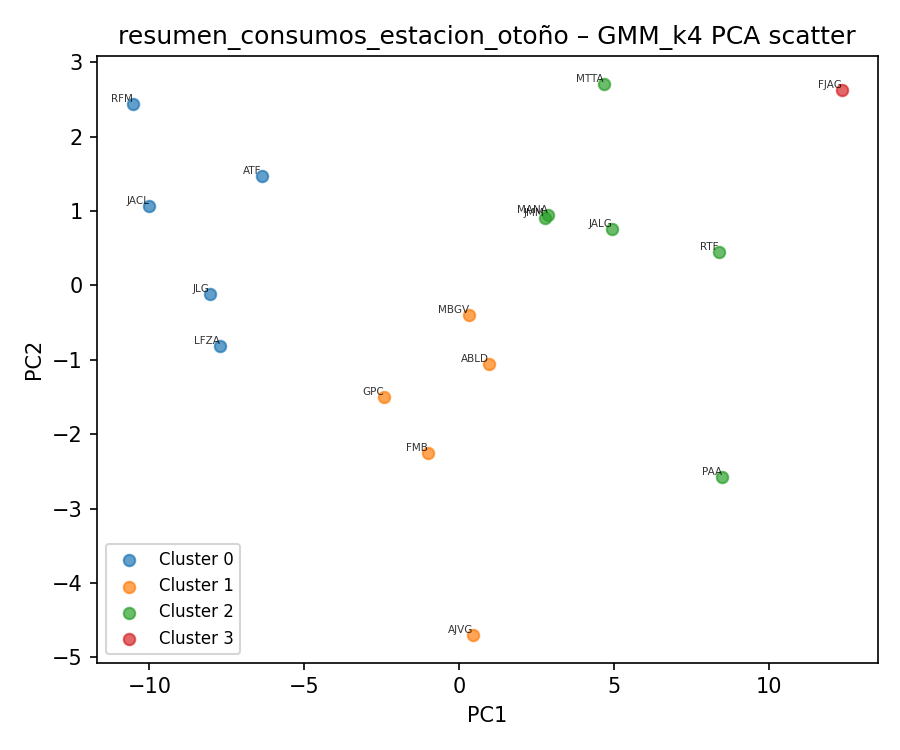 resumen_consumos_estacion_otoño – GMM_k4 PCA scatter
3
2
1
0
−1
−2
−3
−4
−5
PC2
RFM
ATF
JACL
JLG
LFZA
MTTA
FJAG
MANA
JALG
RTF
MBGV
ABLD
GPC
FMB
PAA
AJVG
Cluster 0
Cluster 1
Cluster 2
Cluster 3
−10
−5
0
5
10
PC1